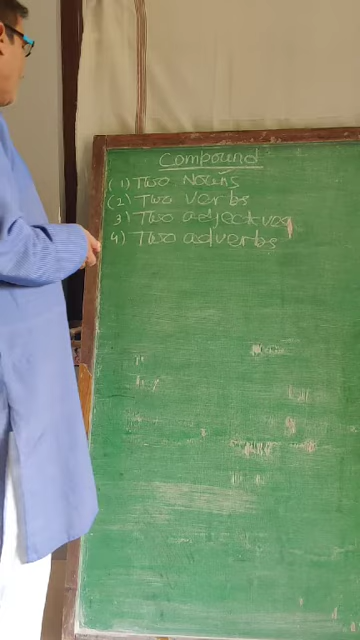 Compound
(1) Two Nouns
(2) Two verbs
3) Two adjectives
4) Two adverbs